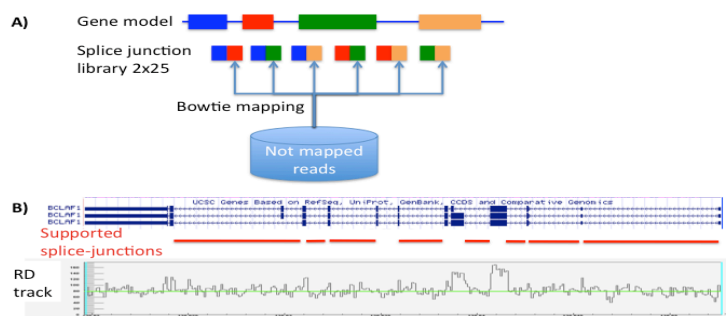 A)
Gene model
Splice junction
library 2x25
Bowtie mapping
Not mapped
reads
B)
UCSC Genes Based on RefSeq, UniProt, GenBank, CCDS and Comparative Genomics
BCLAF1
BCLAF1
BCLAF1
Supported
splice-junctions
RD
track